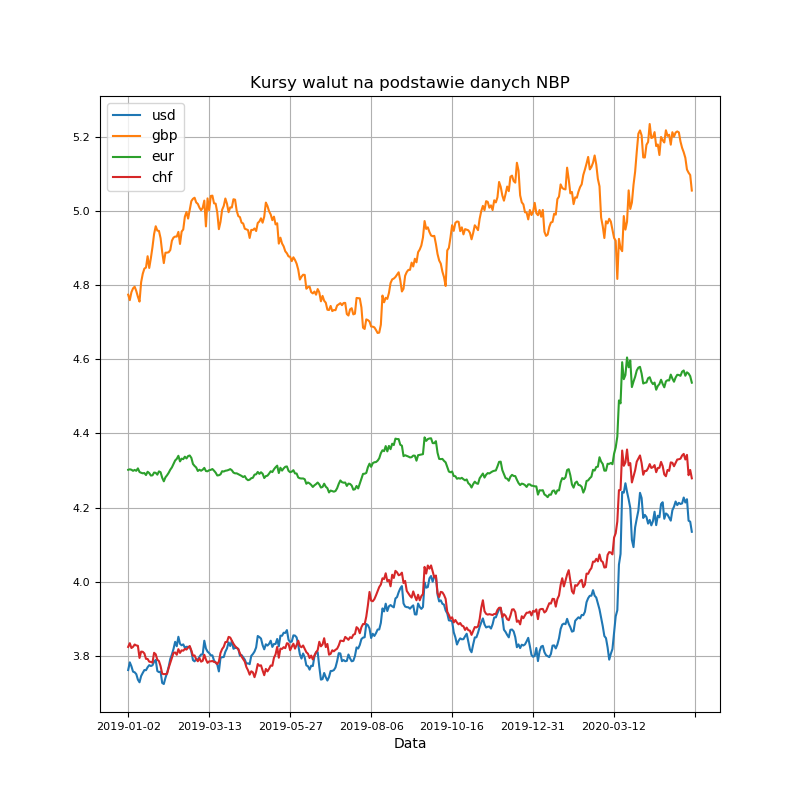 Kursy walut na podstawie danych NBP
usd
gbp
eur
chf
5.2
5.0
4.8
4.6
4.4
4.2
4.0
3.8
2019-01-02 2019-03-13 2019-05-27 2019-08-06 2019-10-16 2019-12-31 2020-03-12
Data